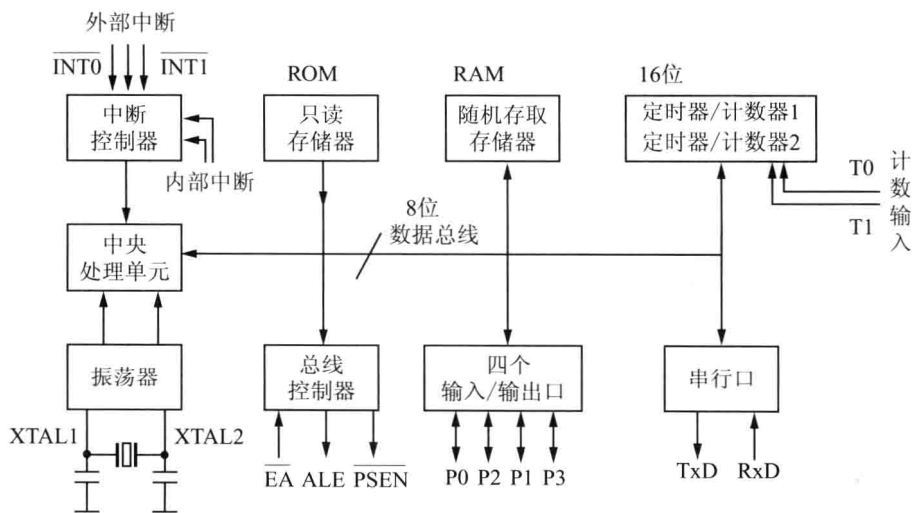 外部中断
INT0 INT1
ROM
RAM
16位
中断
控制器
只读
存储器
随机存取
存储器
定时器/计数器1
定时器/计数器2
内部中断
T0
T1
计
数
输
入
8位
数据总线
中央
处理单元
振荡器
总线
控制器
四个
输入/输出口
串行口
XTAL1 XTAL2
EA ALE PSEN
P0 P2 P1 P3
TxD RxD